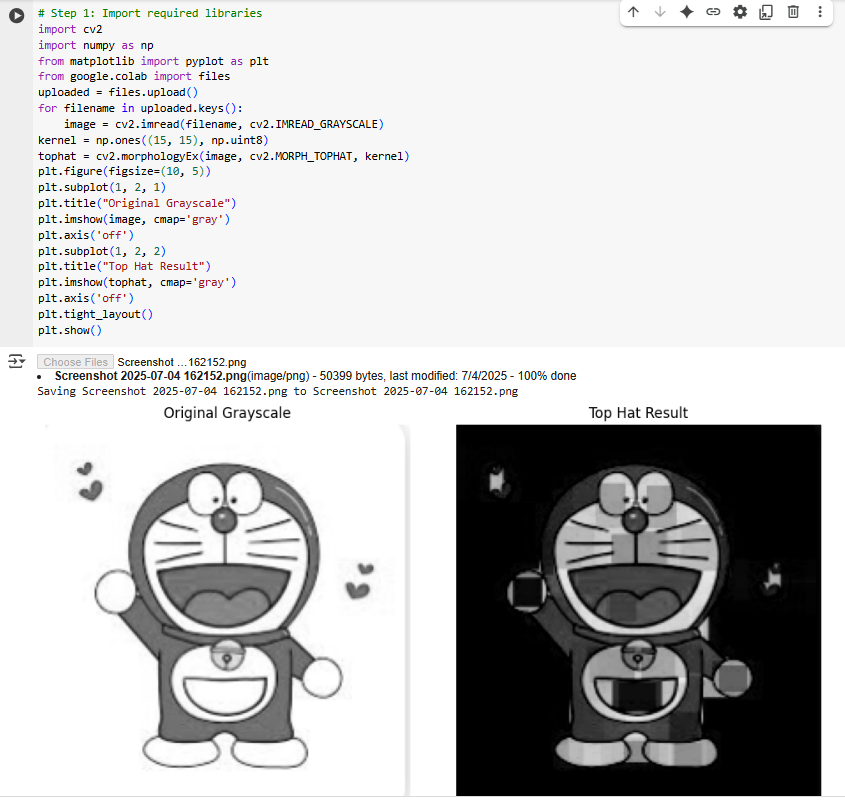 # Step 1: Import required libraries
import cv2
import numpy as np
from matplotlib import pyplot as plt
from google.colab import files
uploaded = files.upload()
for filename in uploaded.keys():
    image = cv2.imread(filename, cv2.IMREAD_GRAYSCALE)
kernel = np.ones((15, 15), np.uint8)
tophat = cv2.morphologyEx(image, cv2.MORPH_TOPHAT, kernel)
plt.figure(figsize=(10, 5))
plt.subplot(1, 2, 1)
plt.title("Original Grayscale")
plt.imshow(image, cmap='gray')
plt.axis('off')
plt.subplot(1, 2, 2)
plt.title("Top Hat Result")
plt.imshow(tophat, cmap='gray')
plt.axis('off')
plt.tight_layout()
plt.show()
Choose Files Screenshot ...162152.png
• Screenshot 2025-07-04 162152.png(image/png) - 50399 bytes, last modified: 7/4/2025 - 100% done
Saving Screenshot 2025-07-04 162152.png to Screenshot 2025-07-04 162152.png
Original Grayscale
Top Hat Result